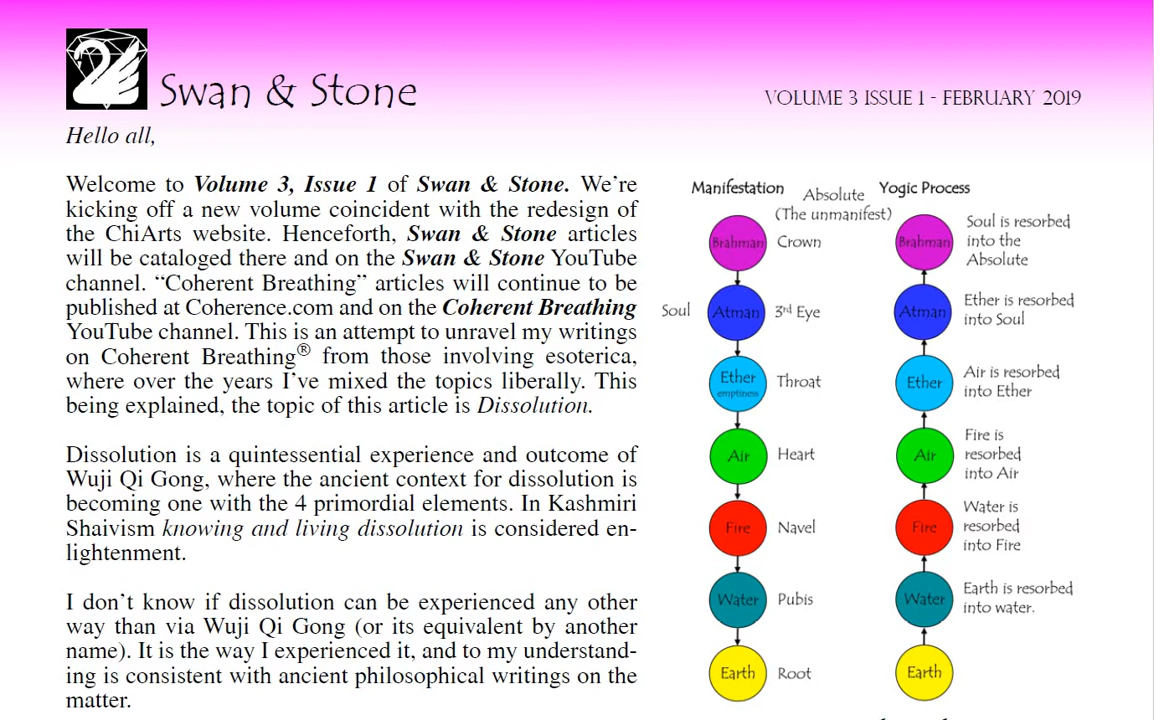 Swan & Stone
VOLUME 3 ISSUE 1 - FEBRUARY 2019
Hello all,
Welcome to Volume 3, Issue 1 of Swan & Stone. We're
kicking off a new volume coincident with the redesign of
the ChiArts website. Henceforth, Swan & Stone articles
will be cataloged there and on the Swan & Stone YouTube
channel. “Coherent Breathing” articles will continue to be
published at Coherence.com and on the Coherent Breathing
YouTube channel. This is an attempt to unravel my writings
on Coherent Breathing® from those involving esoterica,
where over the years I've mixed the topics liberally. This
being explained, the topic of this article is Dissolution.
Dissolution is a quintessential experience and outcome of
Wuji Qi Gong, where the ancient context for dissolution is
becoming one with the 4 primordial elements. In Kashmiri
Shaivism knowing and living dissolution is considered en-
lightenment.
I don't know if dissolution can be experienced any other
way than via Wuji Qi Gong (or its equivalent by another
name). It is the way I experienced it, and to my understand-
ing is consistent with ancient philosophical writings on the
matter.
Manifestation
Absolute
(The unmanifest)
Yogic Process
Brahman
Crown
Brahman
Soul is resorbed
into the
Absolute
Soul
Atman
3rd Eye
Atman
Ether is resorbed
into Soul
Ether
emptiness
Throat
Ether
Air is resorbed
into Ether
Air
Heart
Air
Fire is
resorbed
into Air
Fire
Navel
Fire
Water is
resorbed
into Fire
Water
Pubis
Water
Earth is resorbed
into water.
Earth
Root
Earth